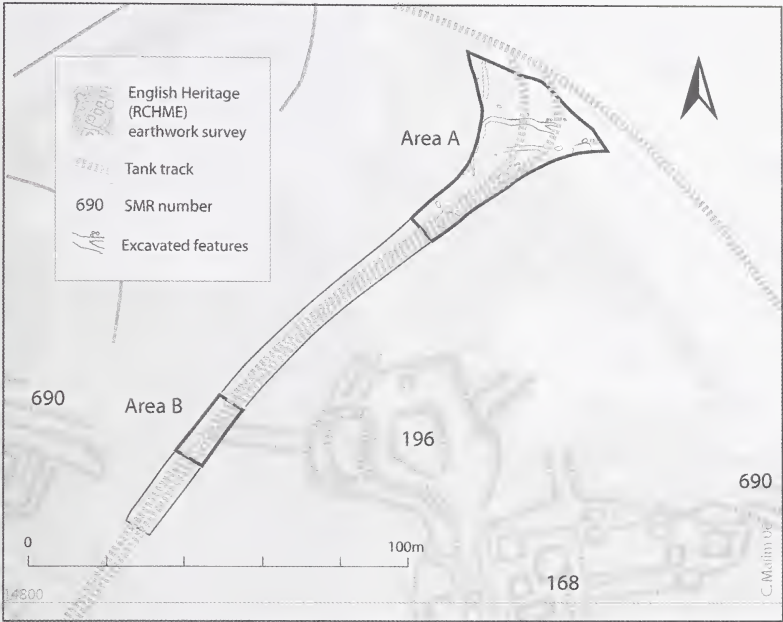 English Heritage
(RCHME)
earthwork survey
Tank track
690 SMR number
Excavated features
Area A
Area B
690
196
690
168
0 100m
14800